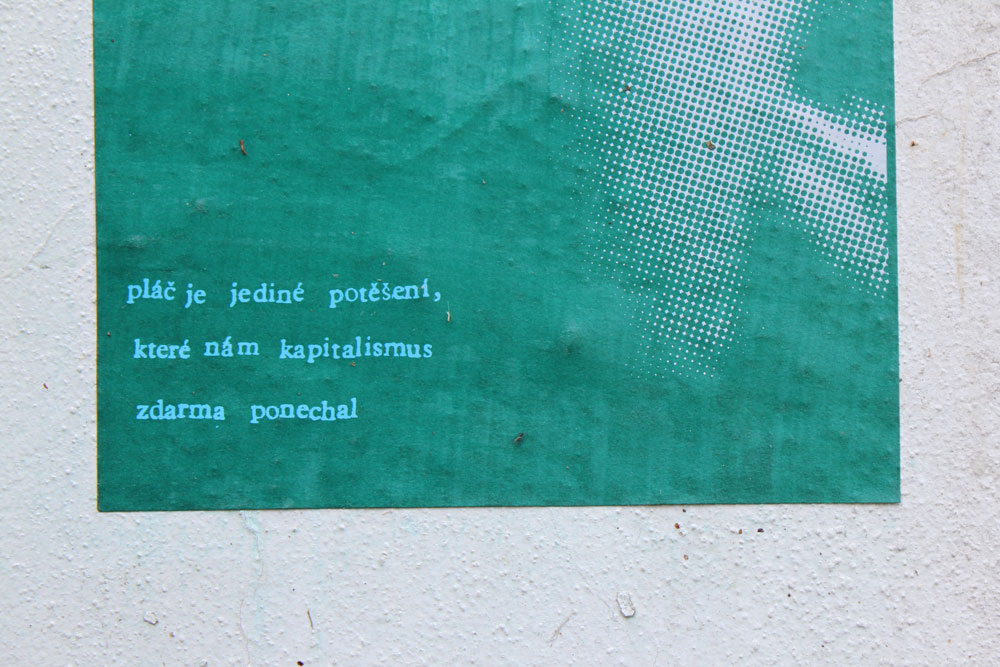 pláč je jediné potěšení,
které nám kapitalismus
zdarma ponechal